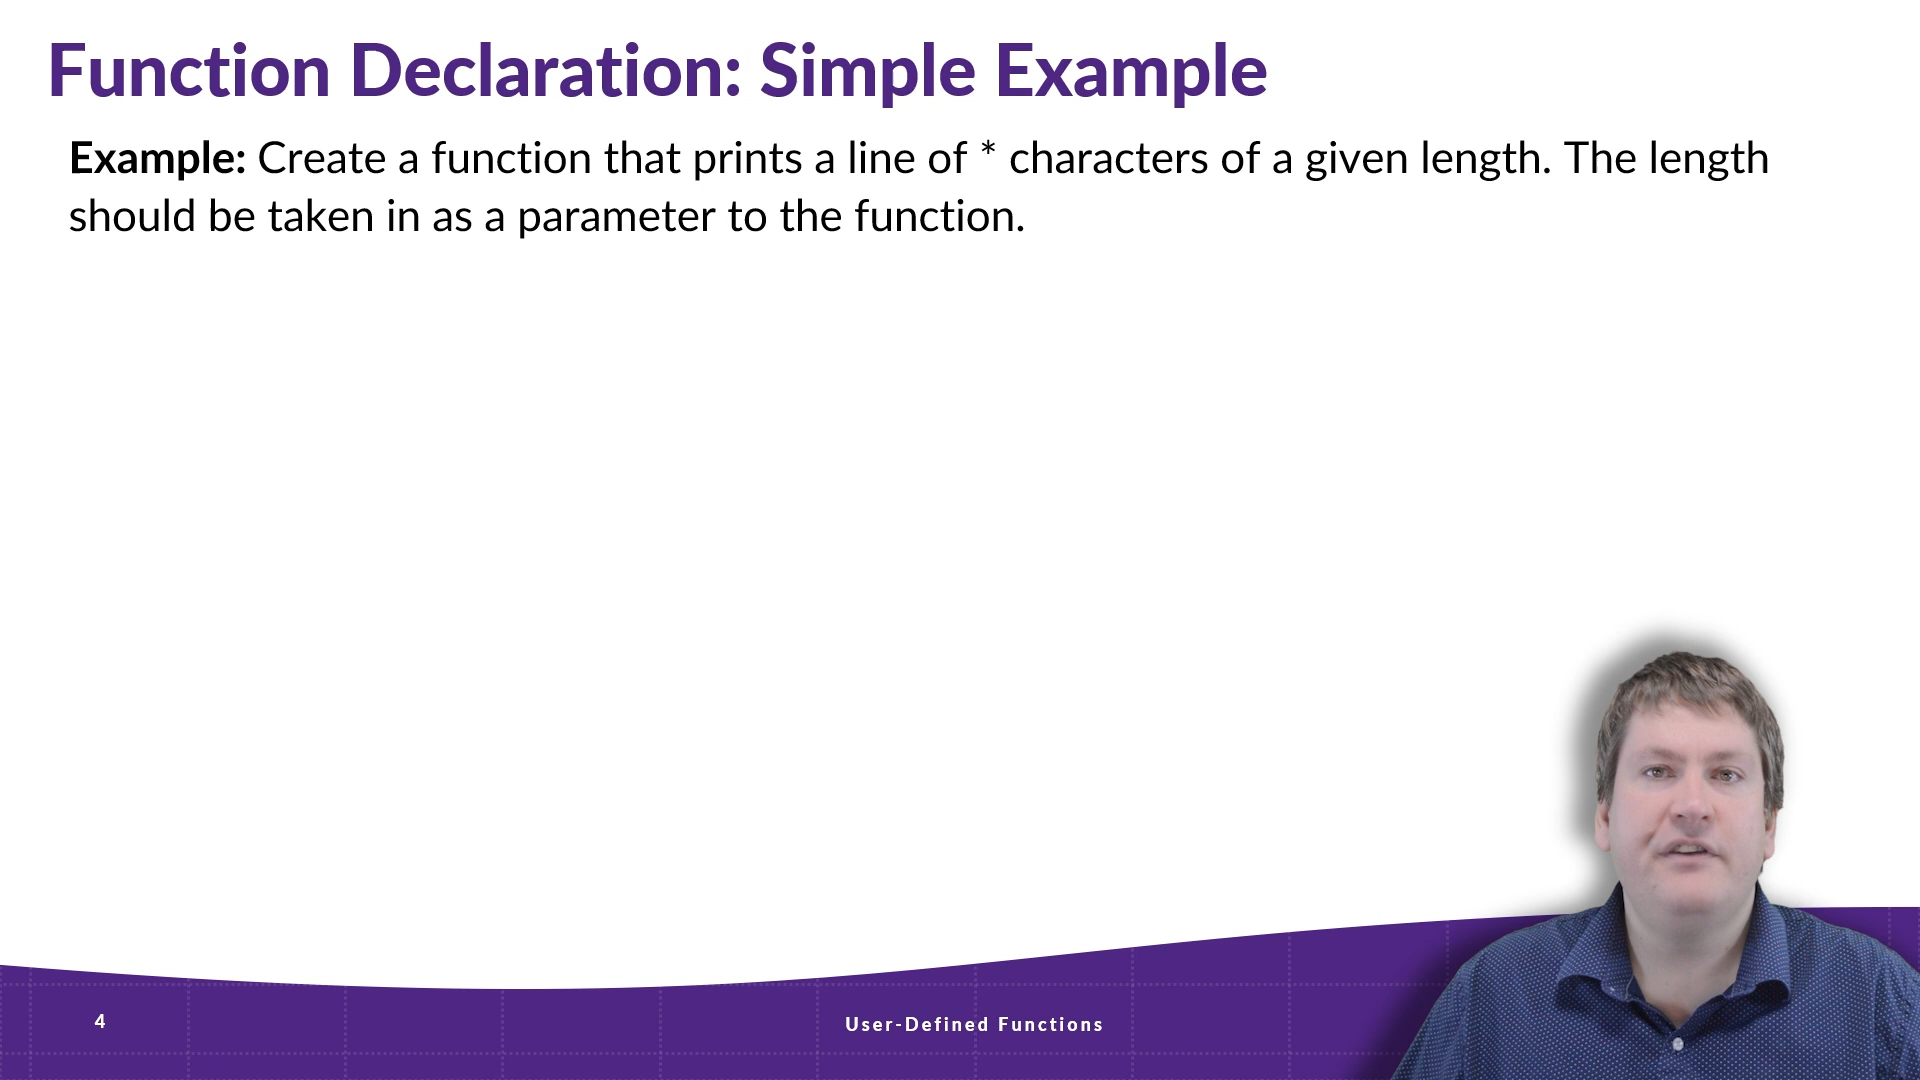 Function Declaration: Simple Example
Example: Create a function that prints a line of * characters of a given length. The length
should be taken in as a parameter to the function.
4
User-Defined Functions